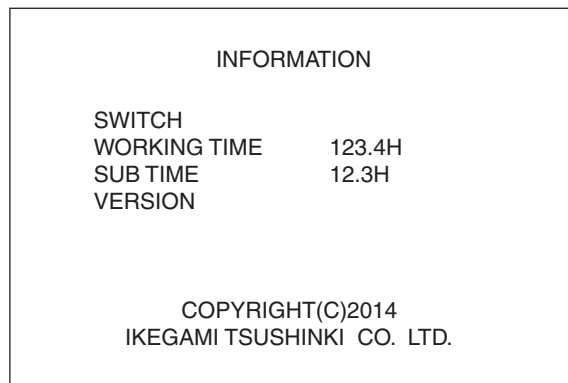 INFORMATION
SWITCH
WORKING TIME 123.4H
SUB TIME 12.3H
VERSION
COPYRIGHT(C)2014
IKEGAMI TSUSHINKI CO. LTD.